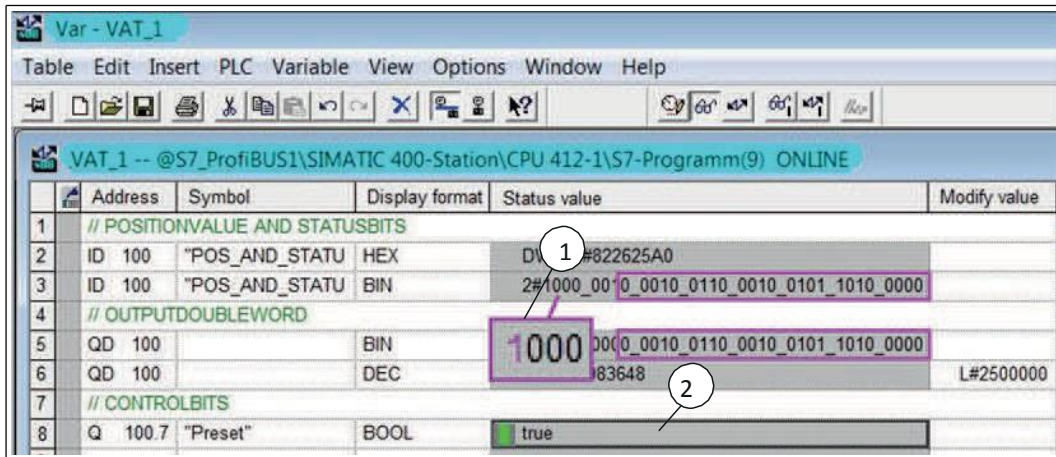 Var - VAT_1
Table Edit Insert PLC Variable View Options Window Help
VAT_1 -- @S7_ProfiBUS1\SIMATIC 400-Station\CPU 412-1\S7-Programm(9) ONLINE
Address Symbol Display format Status value Modify value
1 // POSITIONVALUE AND STATUSBITS
2 ID 100 "POS_AND_STATU HEX #822625A0
3 ID 100 "POS_AND_STATU BIN 2#1000_0010_0010_0110_0010_0101_1010_0000
4 // OUTPUTDOUBLEWORD
5 QD 100 BIN 1000 0000_0010_0110_0010_0101_1010_0000
6 QD 100 DEC 83648 L#2500000
7 // CONTROLBITS
8 Q 100.7 "Preset" BOOL true
1
2